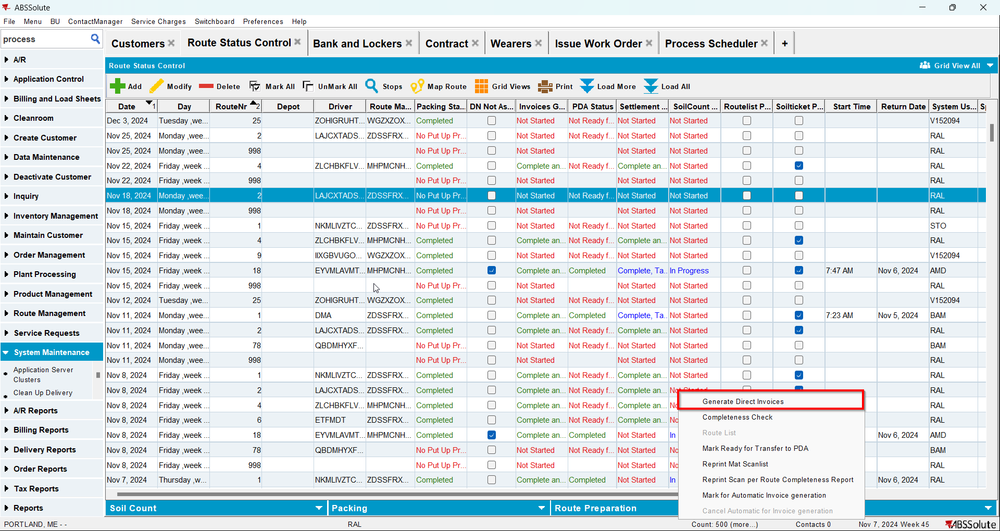 ABSSolute
File Menu BU ContactManager Service Charges Switchboard Preferences Help
process
Customers Route Status Control Bank and Lockers Contract Wearers Issue Work Order Process Scheduler +
Route Status Control Grid View All
Add Modify Delete Mark All UnMark All Stops Map Route Grid Views Print Load More Load All
A/R
Application Control
Billing and Load Sheets
Cleanroom
Create Customer
Data Maintenance
Deactivate Customer
Inquiry
Inventory Management
Maintain Customer
Order Management
Plant Processing
Product Management
Route Management
Service Requests
System Maintenance
Application Server
Clusters
Clean Up Delivery
A/R Reports
Billing Reports
Delivery Reports
Order Reports
Tax Reports
Reports
Date 1 Day RouteNr 2 Depot Driver Route Ma... Packing Sta... DN Not As... Invoices G... PDA Status Settlement ... SoilCount ... Routelist P... Soilticket P... Start Time Return Date System Us... Sp
Dec 3, 2024 Tuesday ,we... 25 ZOHIGRUHT... WGZXZOX... Completed Not Started Not Ready f... Not Started Not Started V152094
Nov 25, 2024 Monday ,wee... 2 LAJCXTADS... ZDSSFRX... No Put Up Pr... Not Started Not Ready f... Not Started Not Started RAL
Nov 25, 2024 Monday ,wee... 998 No Put Up Pr... Not Started Not Started Not Started RAL
Nov 22, 2024 Friday ,week ... 4 ZLCHBKFLV... MHPMCNH... Completed Complete an... Not Ready f... Complete an... Not Started RAL
Nov 22, 2024 Friday ,week ... 998 No Put Up Pr... Not Started Not Started Not Started RAL
Nov 18, 2024 Monday ,wee... 2 LAJCXTADS... ZDSSFRX... No Put Up Pr... Not Started Not Ready f... Not Started Not Started RAL
Nov 18, 2024 Monday ,wee... 998 No Put Up Pr... Not Started Not Started Not Started RAL
Nov 15, 2024 Friday ,week ... 1 NKMLIVZTC... ZDSSFRX... No Put Up Pr... Not Started Not Ready f... Not Started Not Started STO
Nov 15, 2024 Friday ,week ... 4 ZLCHBKFLV... MHPMCNH... Completed Complete an... Not Ready f... Complete an... Not Started RAL
Nov 15, 2024 Friday ,week ... 9 IIXGBVUGO... WGZXZOX... Completed Not Started Not Ready f... Not Started Not Started V152094
Nov 15, 2024 Friday ,week ... 18 EYVMLAVMT... MHPMCNH... Completed Complete an... Completed Complete, Ta... In Progress 7:47 AM Nov 6, 2024 AMD
Nov 15, 2024 Friday ,week ... 998 No Put Up Pr... Not Started Not Started Not Started RAL
Nov 12, 2024 Tuesday ,we... 25 ZOHIGRUHT... WGZXZOX... Completed Not Started Not Ready f... Not Started Not Started V152094
Nov 11, 2024 Monday ,wee... 1 DMA ZDSSFRX... Completed Complete an... Completed Complete, Ta... Not Started 7:23 AM Nov 5, 2024 BAM
Nov 11, 2024 Monday ,wee... 2 LAJCXTADS... ZDSSFRX... Completed Complete an... Not Ready f... Complete an... Not Started RAL
Nov 11, 2024 Monday ,wee... 78 QBDMHYXF... No Put Up Pr... Not Started Not Ready f... Not Started Not Started BAM
Nov 11, 2024 Monday ,wee... 998 No Put Up Pr... Not Started Not Started Not Started RAL
Nov 8, 2024 Friday ,week ... 1 NKMLIVZTC... ZDSSFRX... Completed Complete an... Not Ready f... Complete an... Not Started RAL
Nov 8, 2024 Friday ,week ... 2 LAJCXTADS... ZDSSFRX... Completed Complete an... Not Ready f... Complete an... Not Started RAL
Nov 8, 2024 Friday ,week ... 4 ZLCHBKFLV... MHPMCNH... Completed Complete an... Not Ready f... Complete an... No RAL
Nov 8, 2024 Friday ,week ... 6 ETFMDT ZDSSFRX... Completed Complete an... Not Ready f... Complete an... No RAL
Nov 8, 2024 Friday ,week ... 18 EYVMLAVMT... MHPMCNH... Completed Complete an... Completed Not Started In Nov 6, 2024 AMD
Nov 8, 2024 Friday ,week ... 78 QBDMHYXF... No Put Up Pr... Not Started Not Ready f... Not Started No BAM
Nov 8, 2024 Friday ,week ... 998 No Put Up Pr... Not Started Not Started No RAL
Nov 7, 2024 Thursday ,w... 1 NKMLIVZTC... ZDSSFRX... Completed Complete an... Completed Not Started In Nov 6, 2024 RAL
Generate Direct Invoices
Completeness Check
Route List
Mark Ready for Transfer to PDA
Reprint Mat Scanlist
Reprint Scan per Route Completeness Report
Mark for Automatic Invoice generation
Cancel Automatic for Invoice generation
Soil Count Packing Route Preparation
PORTLAND, ME - - RAL Count: 500 (more...) Contacts 0 Nov 7, 2024 Week 45 ABSSolute